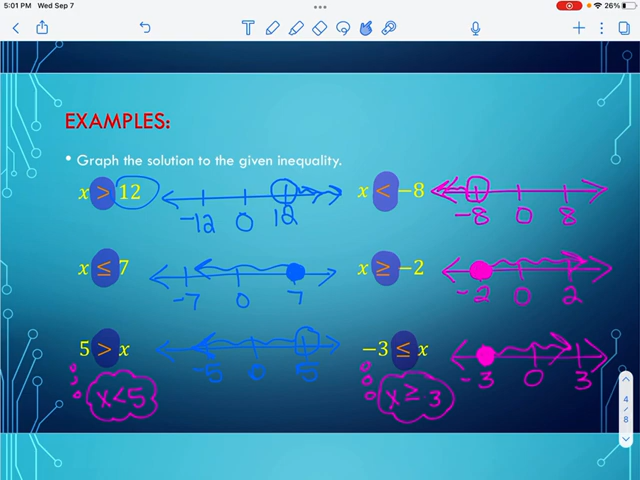 5:01 PM Wed Sep 7
26%
EXAMPLES:
• Graph the solution to the given inequality.
x > 12
-12 0 12
x < −8
-8 0 8
x ≤ 7
-7 0 7
x ≥ −2
-2 0 2
5 > x
-5 0 5
−3 ≤ x
-3 0 3
x<5
x ≥ -3
4/8